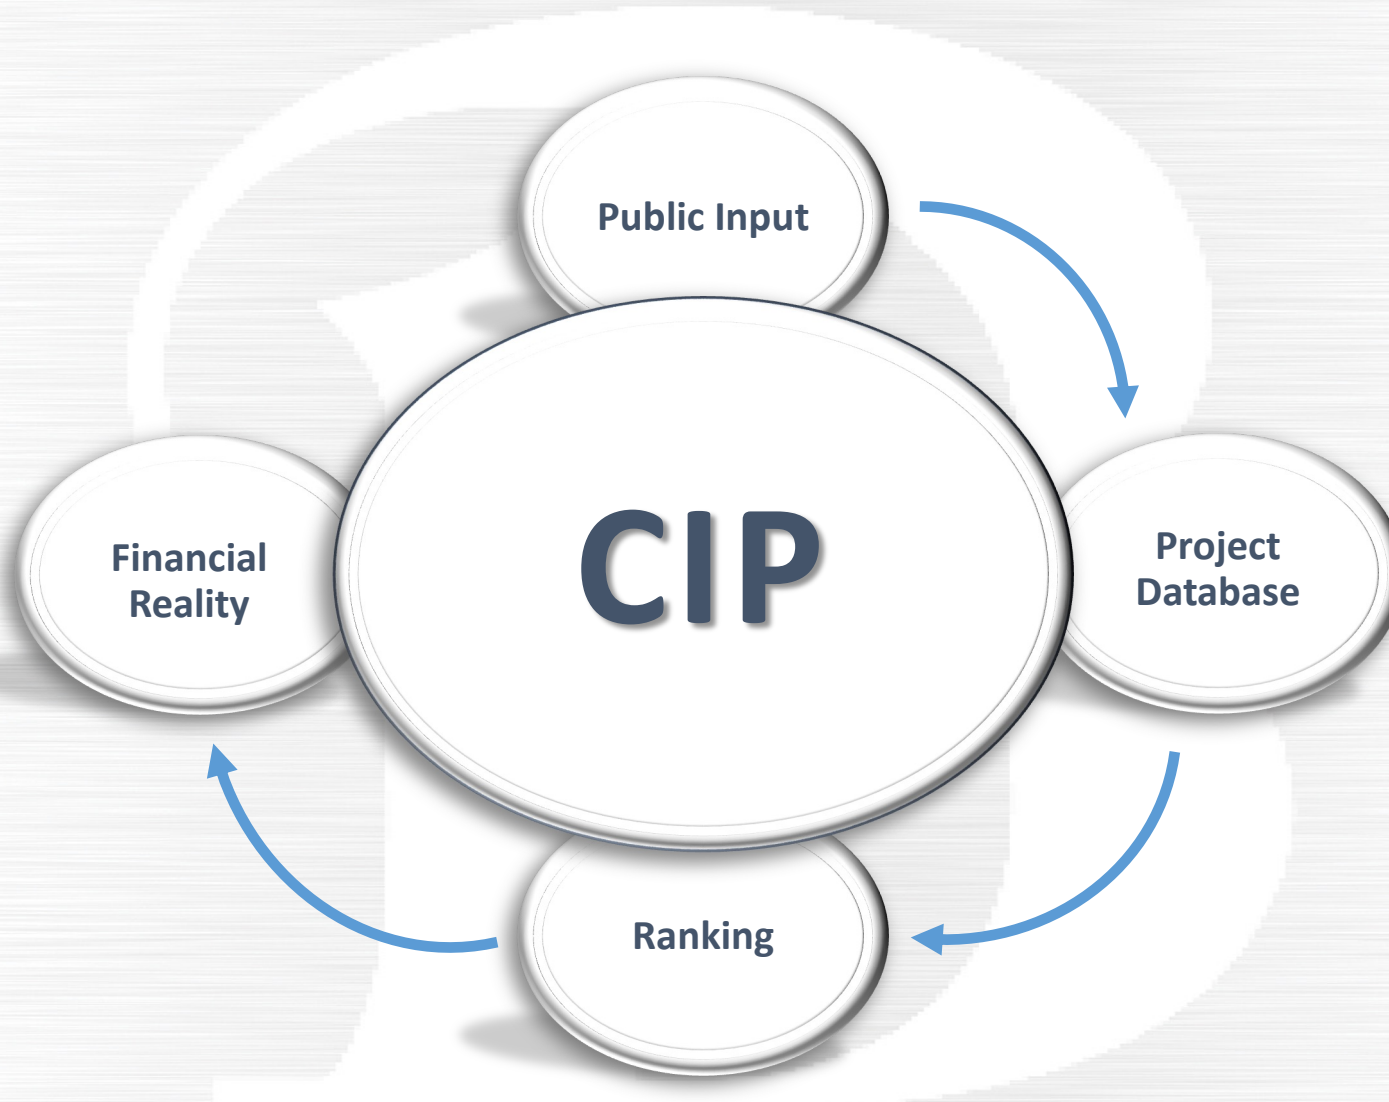 Public Input
CIP
Financial
Reality
Project
Database
Ranking